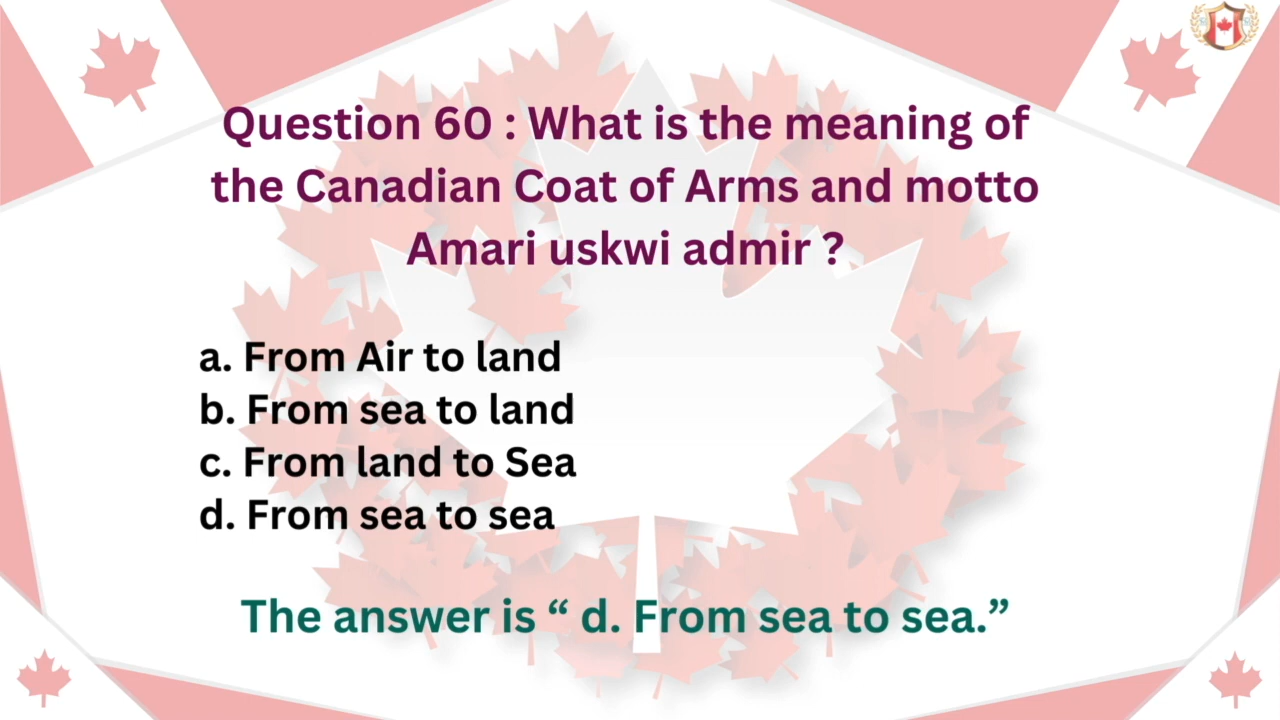 Question 60 : What is the meaning of
the Canadian Coat of Arms and motto
Amari uskwi admir ?
a. From Air to land
b. From sea to land
c. From land to Sea
d. From sea to sea
The answer is “ d. From sea to sea.”